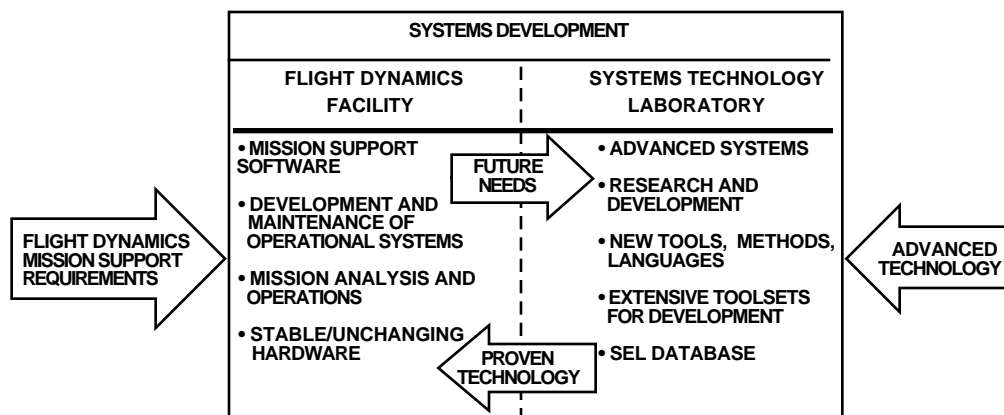 SYSTEMS DEVELOPMENT
FLIGHT DYNAMICS
FACILITY
SYSTEMS TECHNOLOGY
LABORATORY
• MISSION SUPPORT
SOFTWARE
• DEVELOPMENT AND
MAINTENANCE OF
OPERATIONAL SYSTEMS
• MISSION ANALYSIS AND
OPERATIONS
• STABLE/UNCHANGING
HARDWARE
FUTURE
NEEDS
PROVEN
TECHNOLOGY
• ADVANCED SYSTEMS
• RESEARCH AND
DEVELOPMENT
• NEW TOOLS, METHODS,
LANGUAGES
• EXTENSIVE TOOLSETS
FOR DEVELOPMENT
• SEL DATABASE
FLIGHT DYNAMICS
MISSION SUPPORT
REQUIREMENTS
ADVANCED
TECHNOLOGY